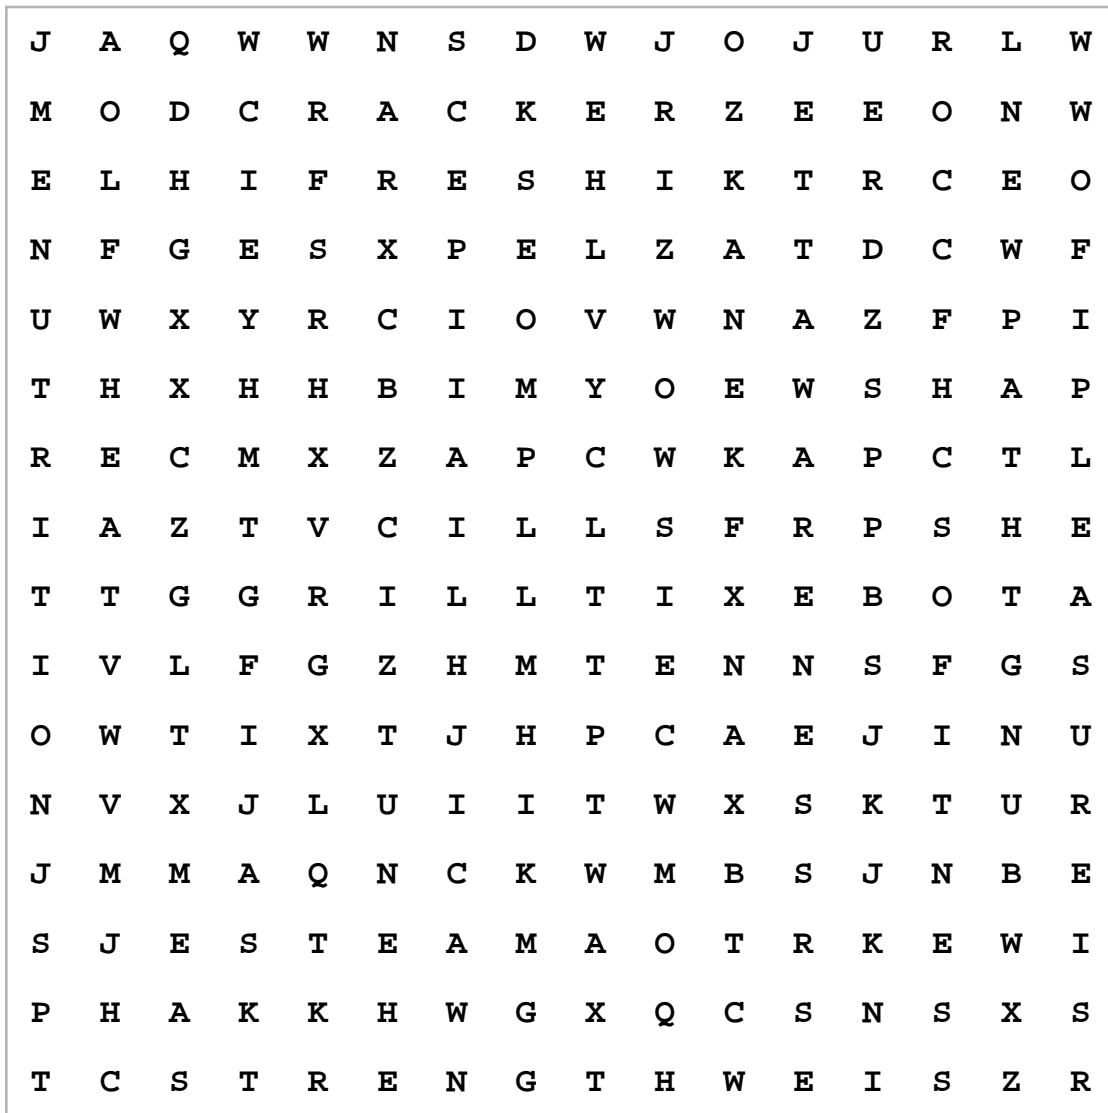 J A Q W W N S D W J O J U R L W
M O D C R A C K E R Z E E O N W
E L H I F R E S H I K T R C E O
N F G E S X P E L Z A T D C W F
U W X Y R C I O V W N A Z F P I
T H X H H B I M Y O E W S H A P
R E C M X Z A P C W K A P C T L
I A Z T V C I L L S F R P S H E
T T G G R I L L T I X E B O T A
I V L F G Z H M T E N N S F G S
O W T I X T J H P C A E J I N U
N V X J L U I I T W X S K T U R
J M M A Q N C K W M B S J N B E
S J E S T E A M A O T R K E W I
P H A K K H W G X Q C S N S X S
T C S T R E N G T H W E I S Z R